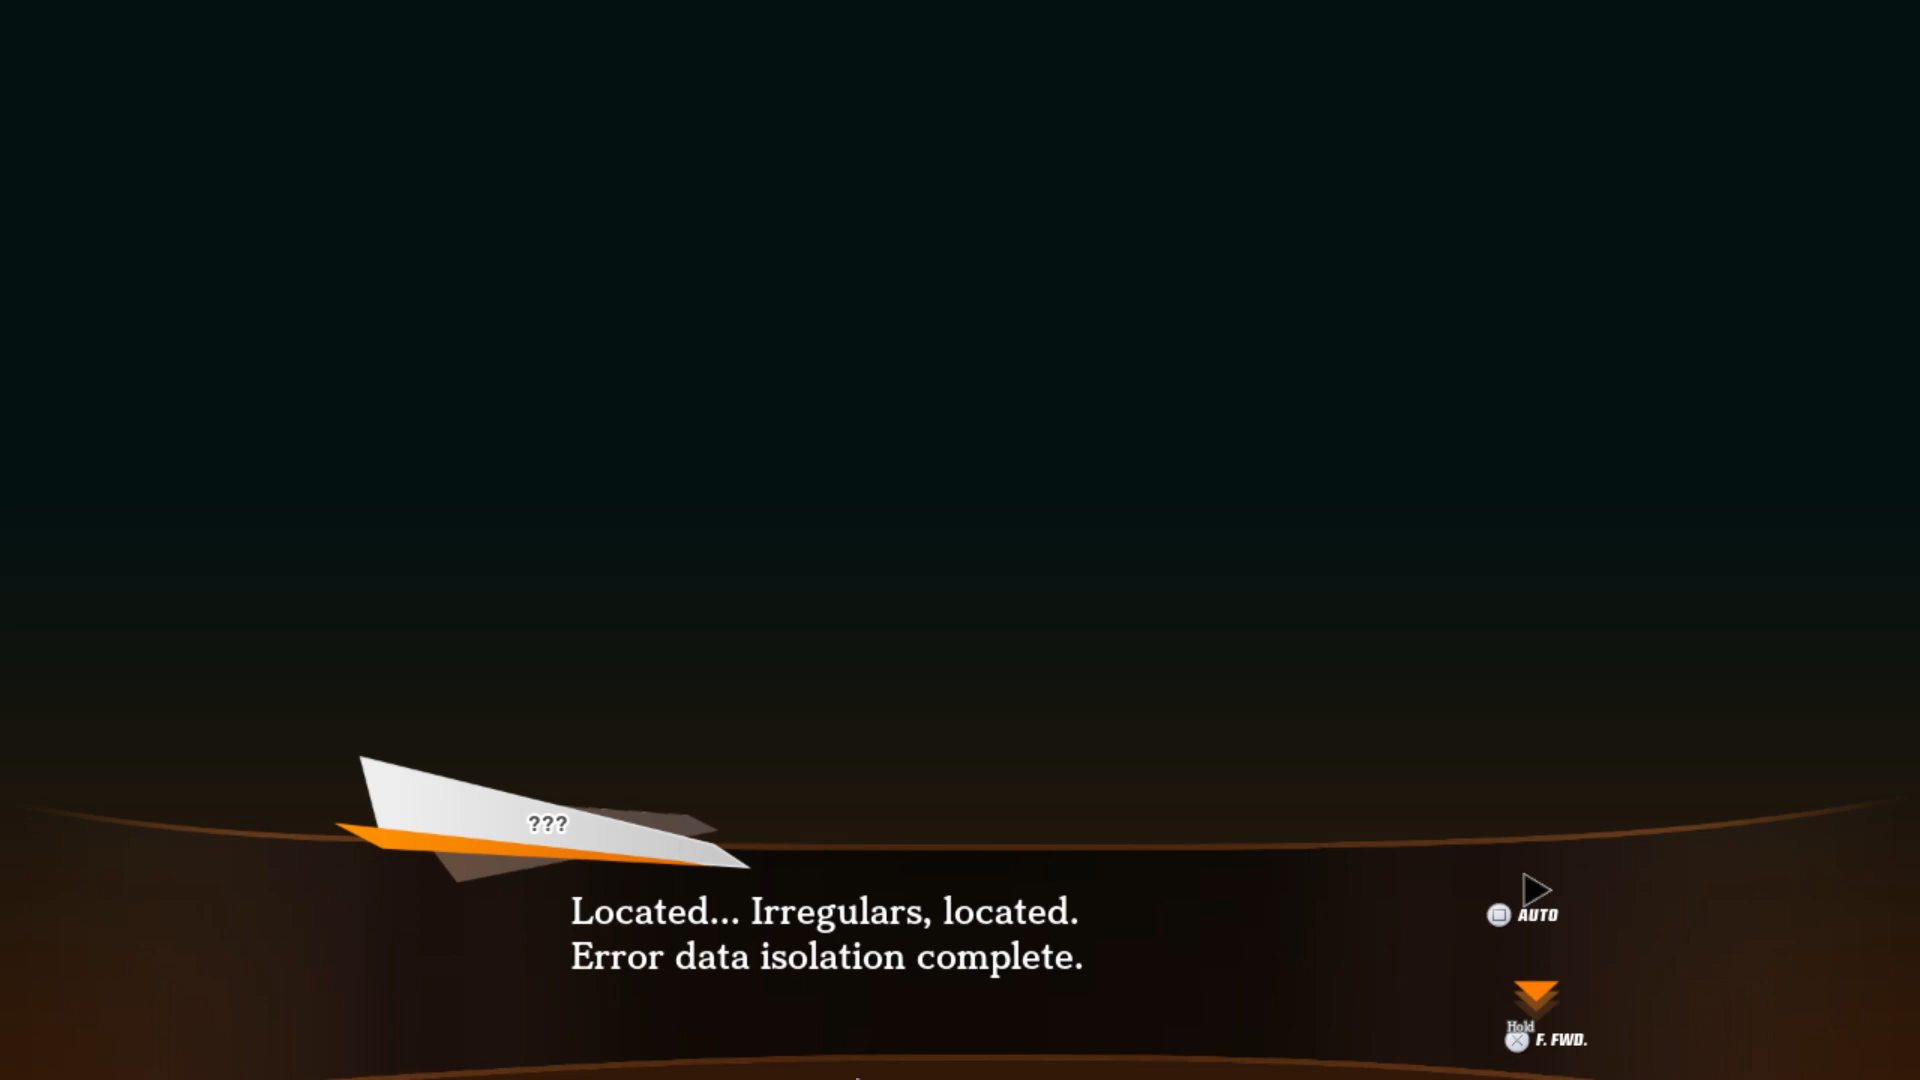 ???
Located... Irregulars, located.
Error data isolation complete.
AUTO
Hold
F. FWD.